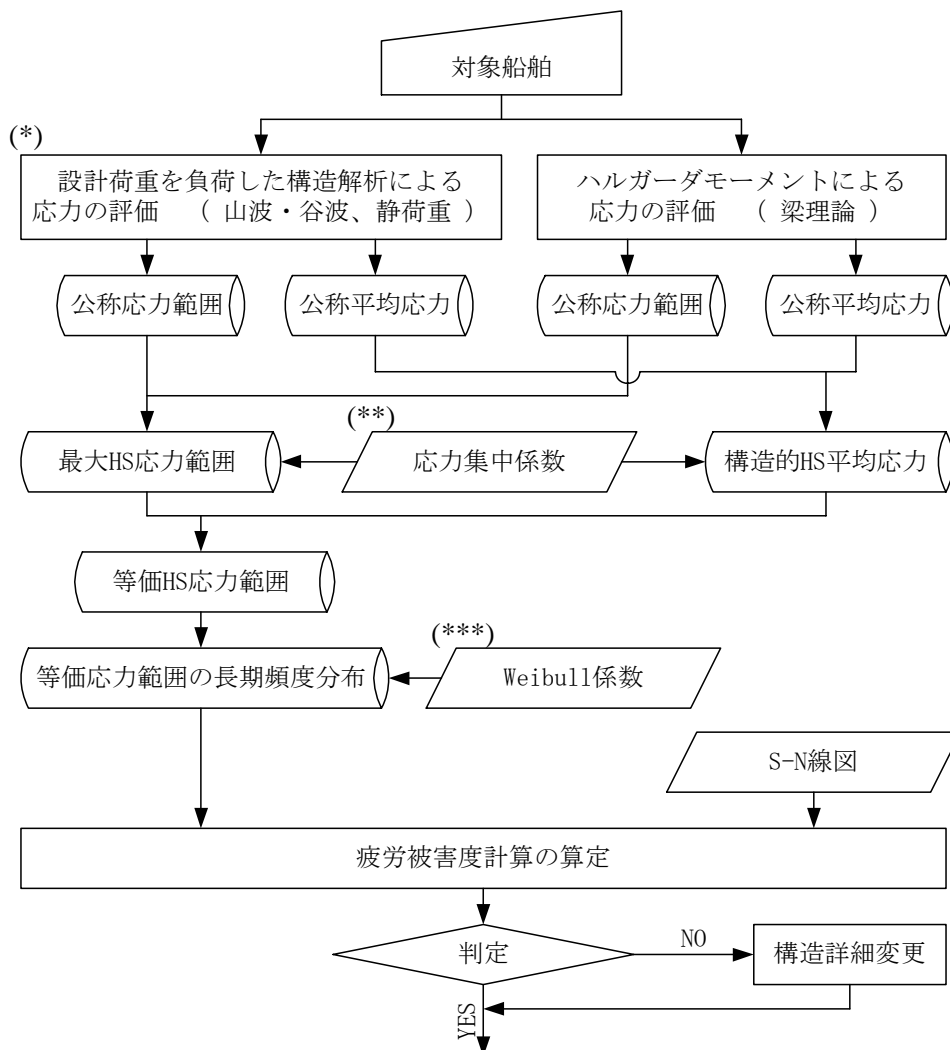 対象船舶
(*)
設計荷重を負荷した構造解析による
応力の評価 （ 山波・谷波、静荷重 ）
ハルガーダモーメントによる
応力の評価 （ 梁理論 ）
公称応力範囲
公称平均応力
公称応力範囲
公称平均応力
(**)
最大HS応力範囲
応力集中係数
構造的HS平均応力
等価HS応力範囲
(***)
等価応力範囲の長期頻度分布
Weibull係数
S-N線図
疲労被害度計算の算定
判定
NO
構造詳細変更
YES